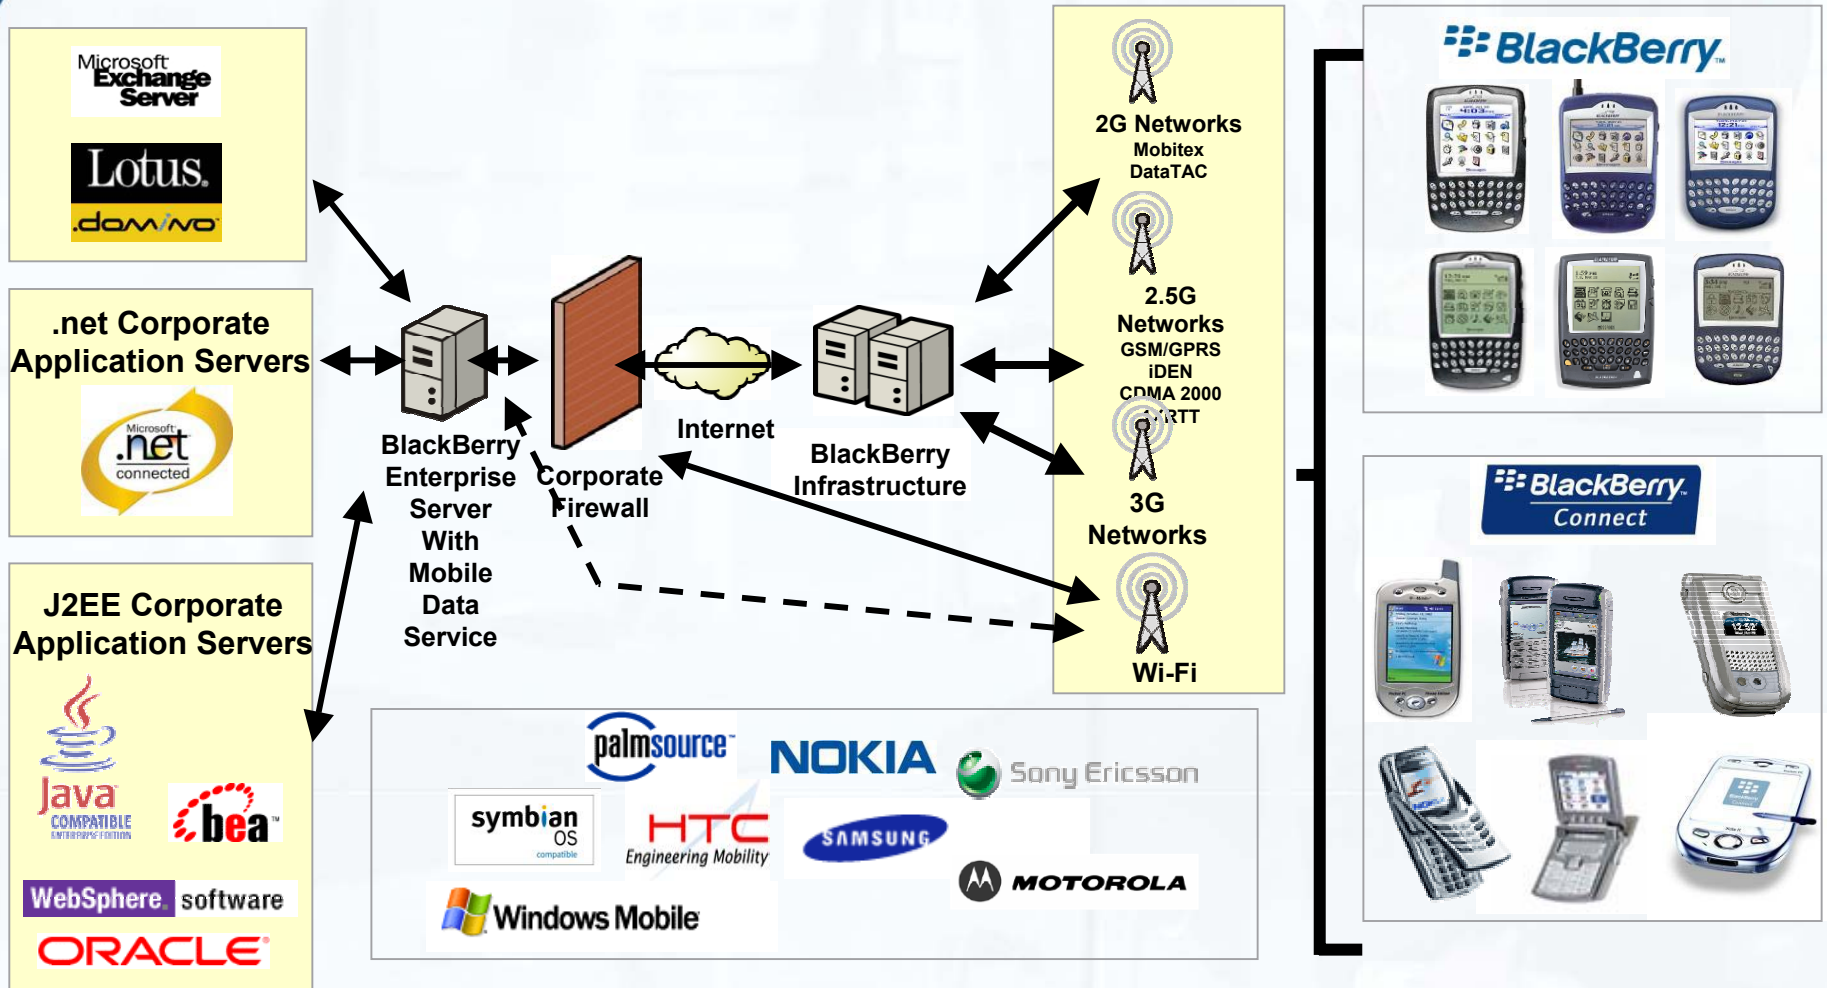 Microsoft
Exchange
Server
Lotus.
.domino
.net Corporate
Application Servers
Microsoft
.net
connected
J2EE Corporate
Application Servers
Java
COMPATIBLE
ENTERPRISE EDITION
bea
WebSphere. software
ORACLE
BlackBerry
Enterprise
Server
With
Mobile
Data
Service
Corporate
Firewall
Internet
BlackBerry
Infrastructure
2G Networks
Mobitex
DataTAC
2.5G
Networks
GSM/GPRS
iDEN
CDMA 2000
RTT
3G
Networks
Wi-Fi
palmsource
NOKIA
Sony Ericsson
symbian
OS
compatible
HTC
Engineering Mobility
SAMSUNG
MOTOROLA
Windows Mobile
BlackBerry
BlackBerry
Connect